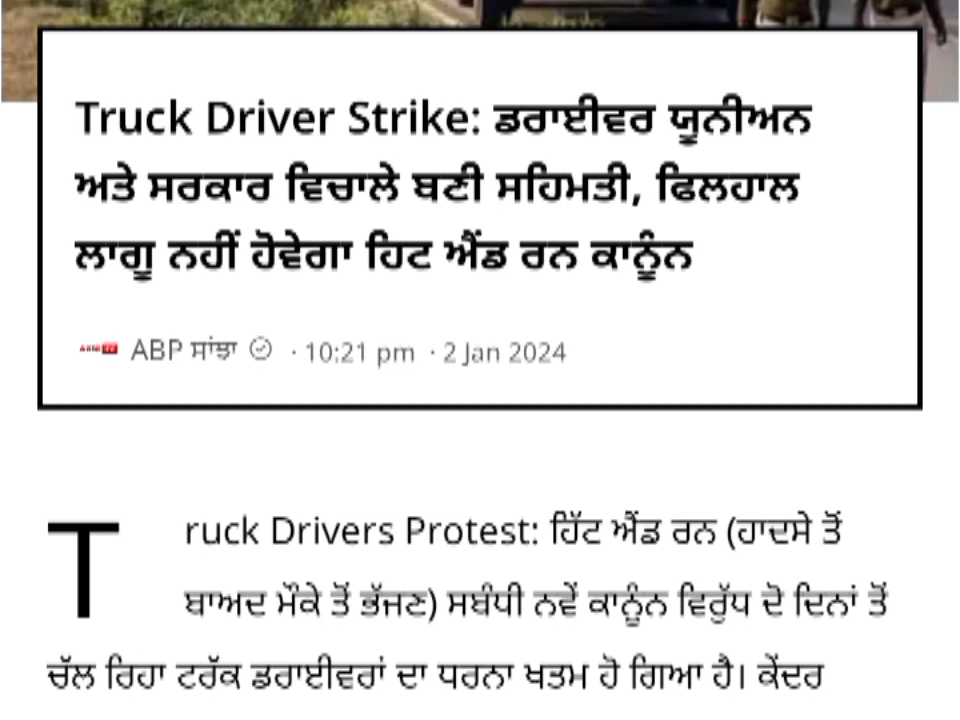 Truck Driver Strike: ਡਰਾਈਵਰ ਯੂਨੀਅਨ
ਅਤੇ ਸਰਕਾਰ ਵਿਚਾਲੇ ਬਣੀ ਸਹਿਮਤੀ, ਫਿਲਹਾਲ
ਲਾਗੂ ਨਹੀਂ ਹੋਵੇਗਾ ਹਿਟ ਐਂਡ ਰਨ ਕਾਨੂੰਨ
ABP ਸਾਂਝਾ · 10:21 pm · 2 Jan 2024
Truck Drivers Protest: ਹਿੱਟ ਐਂਡ ਰਨ (ਹਾਦਸੇ ਤੋਂ
ਬਾਅਦ ਮੌਕੇ ਤੋਂ ਭੱਜਣ) ਸਬੰਧੀ ਨਵੇਂ ਕਾਨੂੰਨ ਵਿਰੁੱਧ ਦੋ ਦਿਨਾਂ ਤੋਂ
ਚੱਲ ਰਿਹਾ ਟਰੱਕ ਡਰਾਈਵਰਾਂ ਦਾ ਧਰਨਾ ਖਤਮ ਹੋ ਗਿਆ ਹੈ। ਕੇਂਦਰ